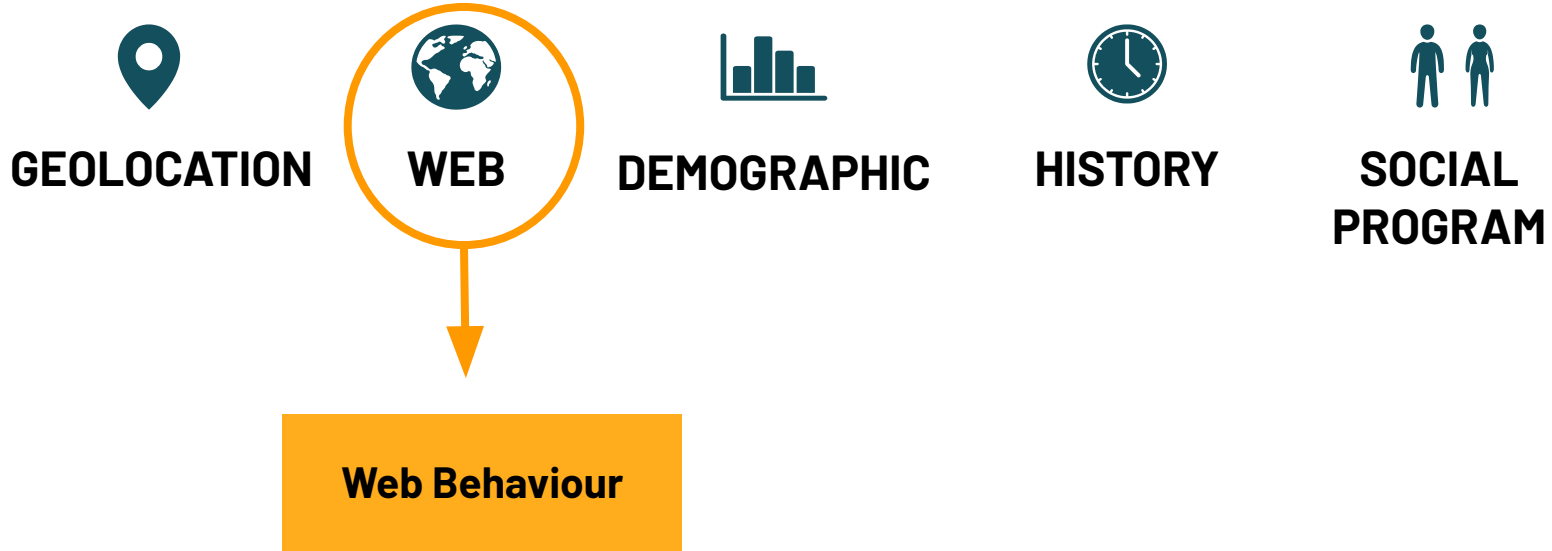 GEOLOCATION
WEB
DEMOGRAPHIC
HISTORY
SOCIAL
PROGRAM
Web Behaviour